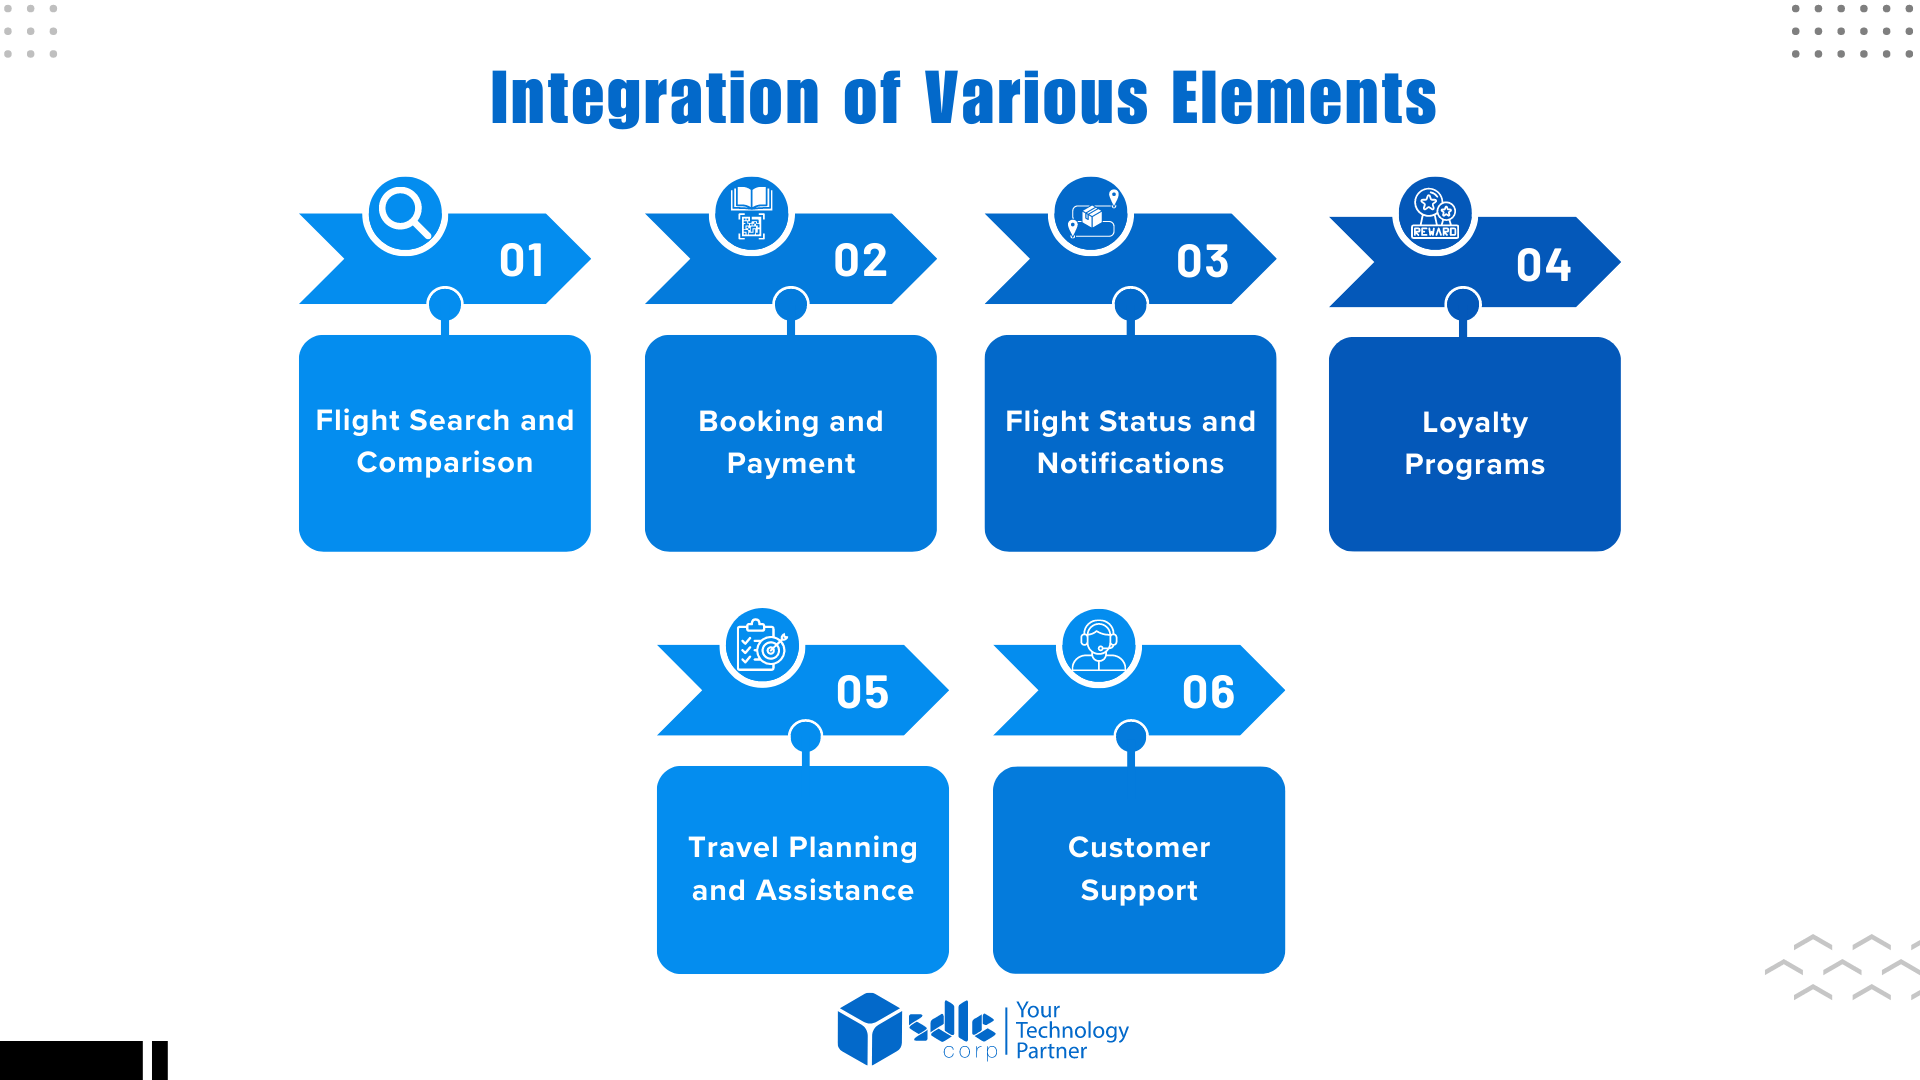 Integration of Various Elements
01
02
03
REWARD
04
Flight Search and
Comparison
Booking and
Payment
Flight Status and
Notifications
Loyalty
Programs
05
06
Travel Planning
and Assistance
Customer
Support
sdlc
corp
Your
Technology
Partner